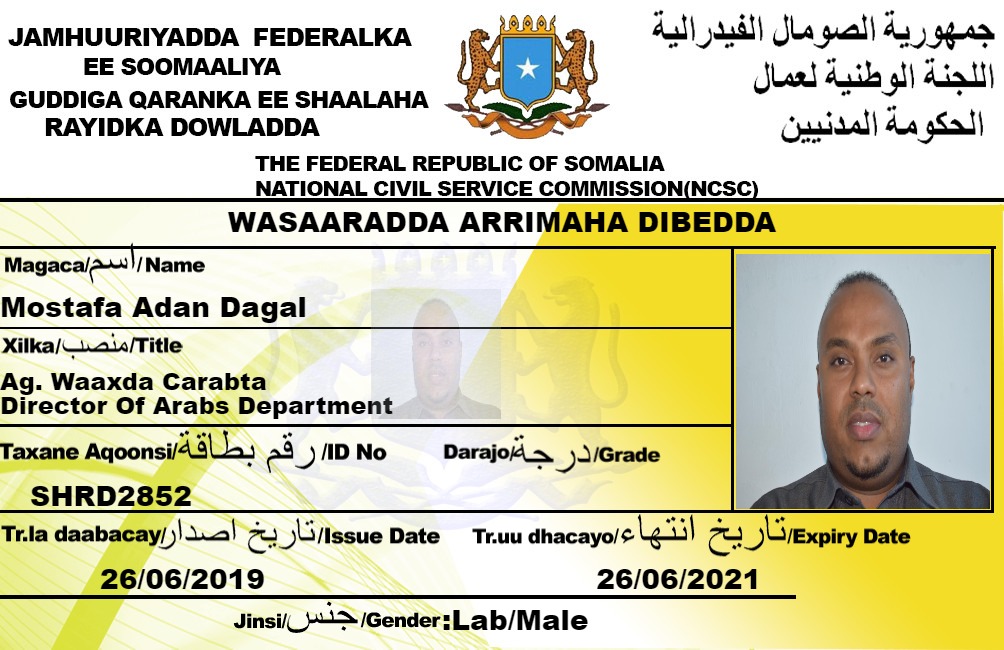 JAMHUURIYADDA FEDERALKA
EE SOOMAALIYA
GUDDIGA QARANKA EE SHAALAHA
RAYIDKA DOWLADDA
جمهورية الصومال الفيدرالية
اللجنة الوطنية لعمال
الحكومة المدنيين
THE FEDERAL REPUBLIC OF SOMALIA
NATIONAL CIVIL SERVICE COMMISSION(NCSC)
WASAARADDA ARRIMAHA DIBEDDA
Magaca/اسم/Name
Mostafa Adan Dagal
Xilka/منصب/Title
Ag. Waaxda Carabta
Director Of Arabs Department
Taxane Aqoonsi/رقم بطاقة/ID No
Darajo/درجة/Grade
SHRD2852
Tr.la daabacay/تاريخ اصدار/Issue Date
Tr.uu dhacayo/تاريخ انتهاء/Expiry Date
26/06/2019
26/06/2021
Jinsi/جنس/Gender:Lab/Male